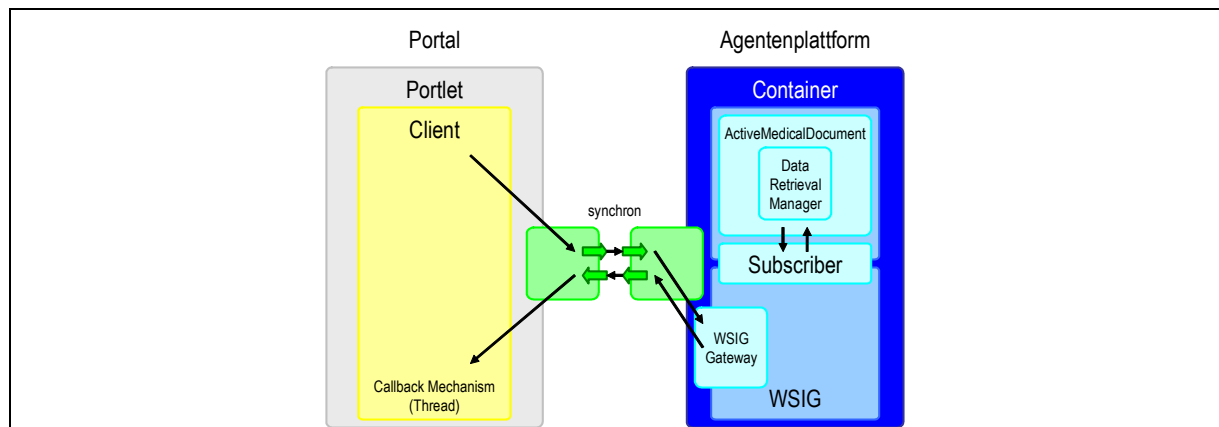 Portal
Agentenplattform
Portlet
Container
Client
ActiveMedicalDocument
Data
Retrieval
Manager
synchron
Subscriber
WSIG
Gateway
Callback Mechanism
(Thread)
WSIG